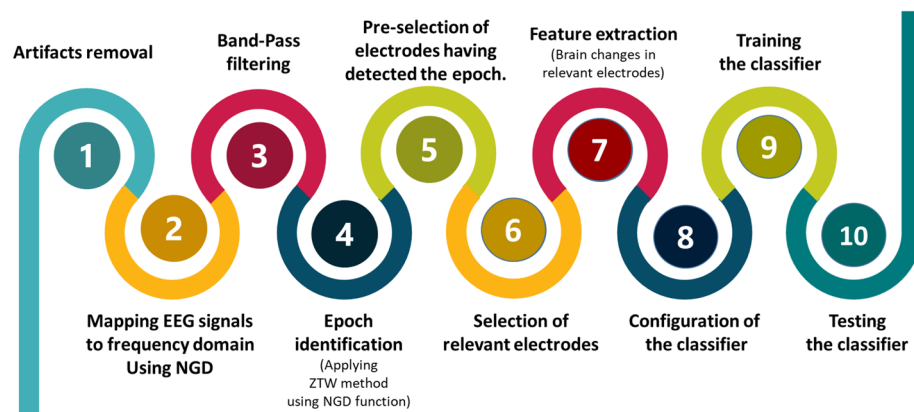 Artifacts removal
1
Mapping EEG signals
to frequency domain
Using NGD
2
Band-Pass
filtering
3
Epoch
identification
(Applying
ZTW method
using NGD function)
4
Pre-selection of
electrodes having
detected the epoch.
5
Selection of
relevant electrodes
6
Feature extraction
(Brain changes in
relevant electrodes)
7
Configuration of
the classifier
8
Training
the classifier
9
Testing
the classifier
10